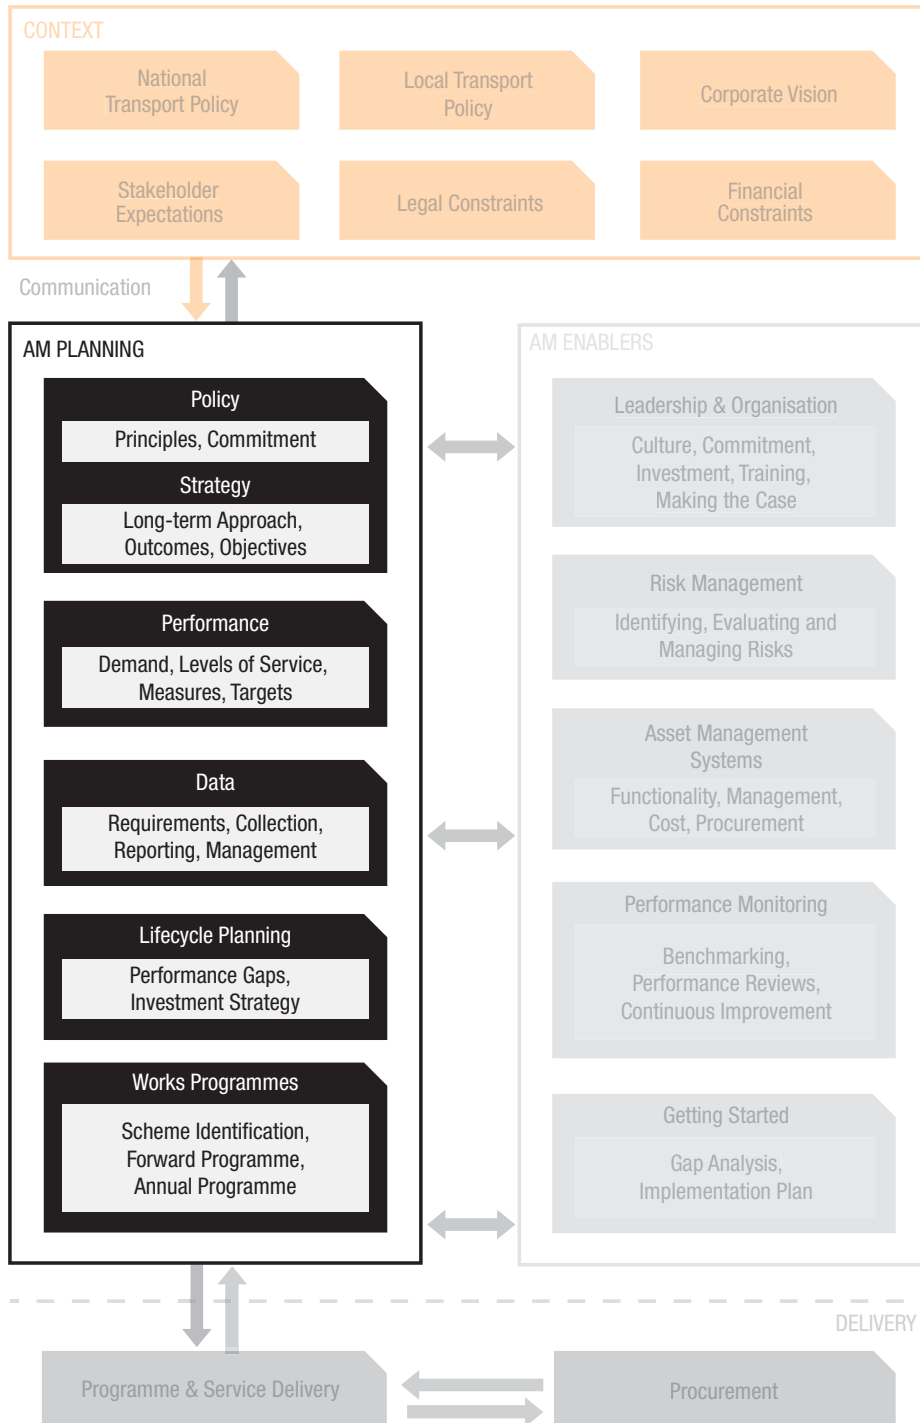 CONTEXT
National
Transport Policy
Local Transport
Policy
Corporate Vision
Stakeholder
Expectations
Legal Constraints
Financial
Constraints
Communication
AM PLANNING
Policy
Principles, Commitment
Strategy
Long-term Approach,
Outcomes, Objectives
Performance
Demand, Levels of Service,
Measures, Targets
Data
Requirements, Collection,
Reporting, Management
Lifecycle Planning
Performance Gaps,
Investment Strategy
Works Programmes
Scheme Identification,
Forward Programme,
Annual Programme
AM ENABLERS
Leadership & Organisation
Culture, Commitment,
Investment, Training,
Making the Case
Risk Management
Identifying, Evaluating and
Managing Risks
Asset Management
Systems
Functionality, Management,
Cost, Procurement
Performance Monitoring
Benchmarking,
Performance Reviews,
Continuous Improvement
Getting Started
Gap Analysis,
Implementation Plan
DELIVERY
Programme & Service Delivery
Procurement